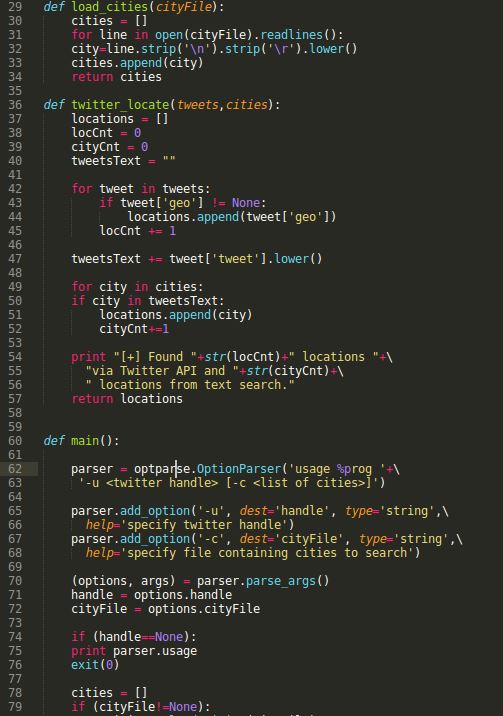 29 def load_cities(cityFile):
30 cities = []
31 for line in open(cityFile).readlines():
32 city=line.strip('\n').strip('\r').lower()
33 cities.append(city)
34 return cities
35
36 def twitter_locate(tweets,cities):
37 locations = []
38 locCnt = 0
39 cityCnt = 0
40 tweetsText = ""
41
42 for tweet in tweets:
43 if tweet['geo'] != None:
44 locations.append(tweet['geo'])
45 locCnt += 1
46
47 tweetsText += tweet['tweet'].lower()
48
49 for city in cities:
50 if city in tweetsText:
51 locations.append(city)
52 cityCnt+=1
53
54 print "[+] Found "+str(locCnt)+" locations "+\
55 "via Twitter API and "+str(cityCnt)+\
56 " locations from text search."
57 return locations
58
59
60 def main():
61
62 parser = optparse.OptionParser('usage %prog '+\
63 '-u <twitter handle> [-c <list of cities>]')
64
65 parser.add_option('-u', dest='handle', type='string',\
66 help='specify twitter handle')
67 parser.add_option('-c', dest='cityFile', type='string',\
68 help='specify file containing cities to search')
69
70 (options, args) = parser.parse_args()
71 handle = options.handle
72 cityFile = options.cityFile
73
74 if (handle==None):
75 print parser.usage
76 exit(0)
77
78 cities = []
79 if (cityFile!=None):